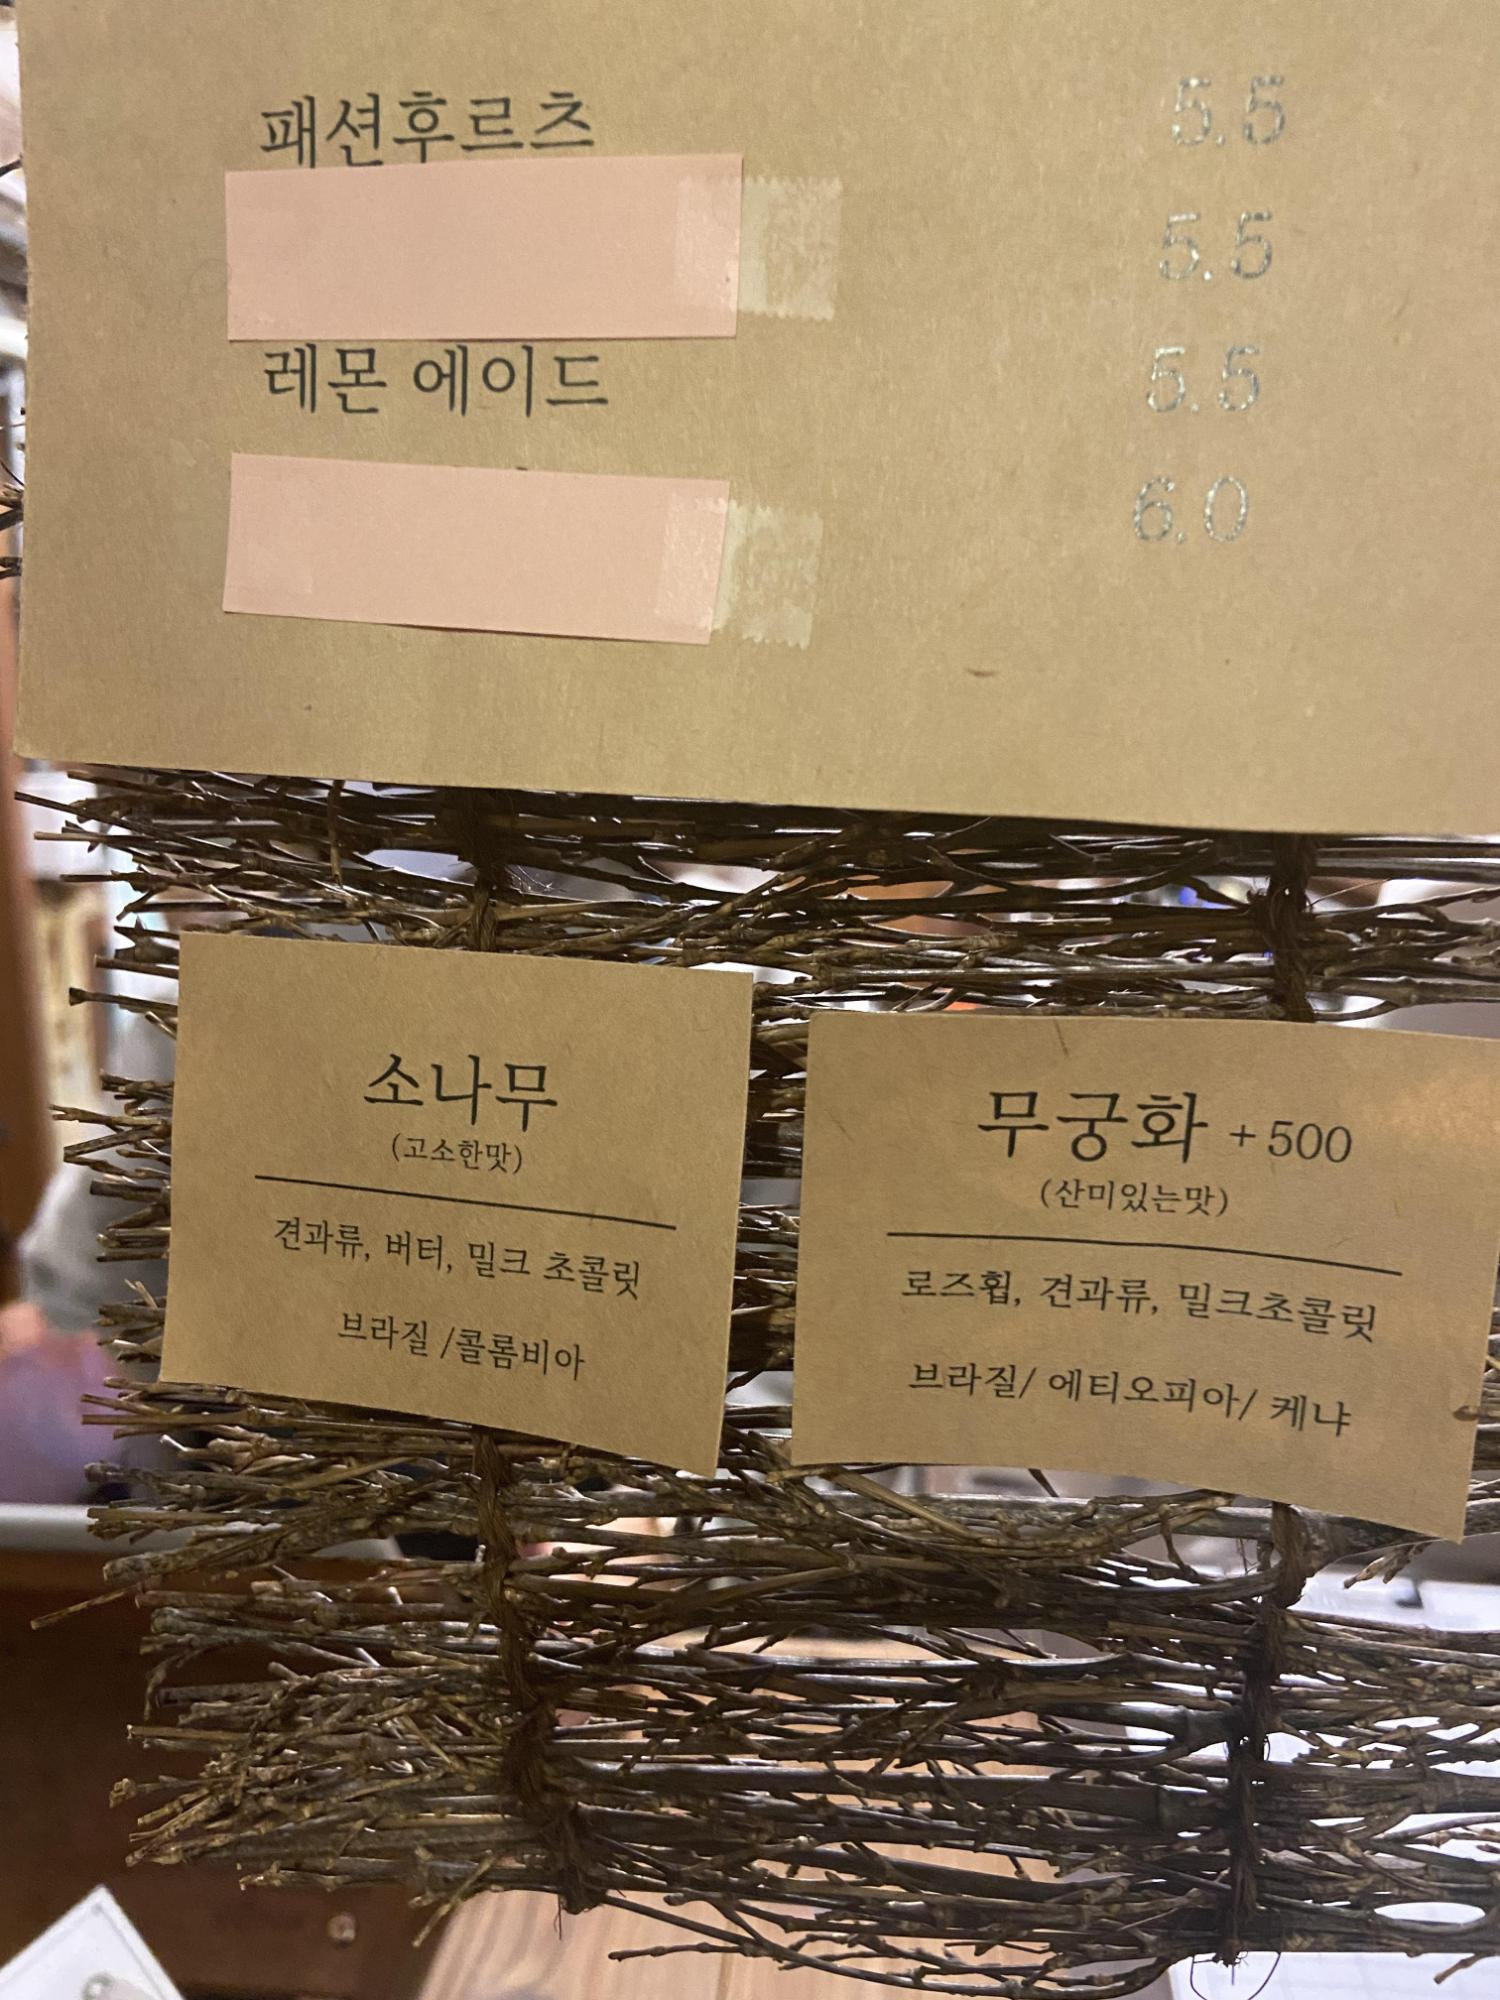 패션후르츠 5.5
5.5
레몬 에이드 5.5
6.0
소나무
(고소한맛)
견과류, 버터, 밀크 초콜릿
브라질 /콜롬비아
무궁화 +500
(산미있는맛)
로즈휩, 견과류, 밀크초콜릿
브라질/ 에티오피아/ 케냐